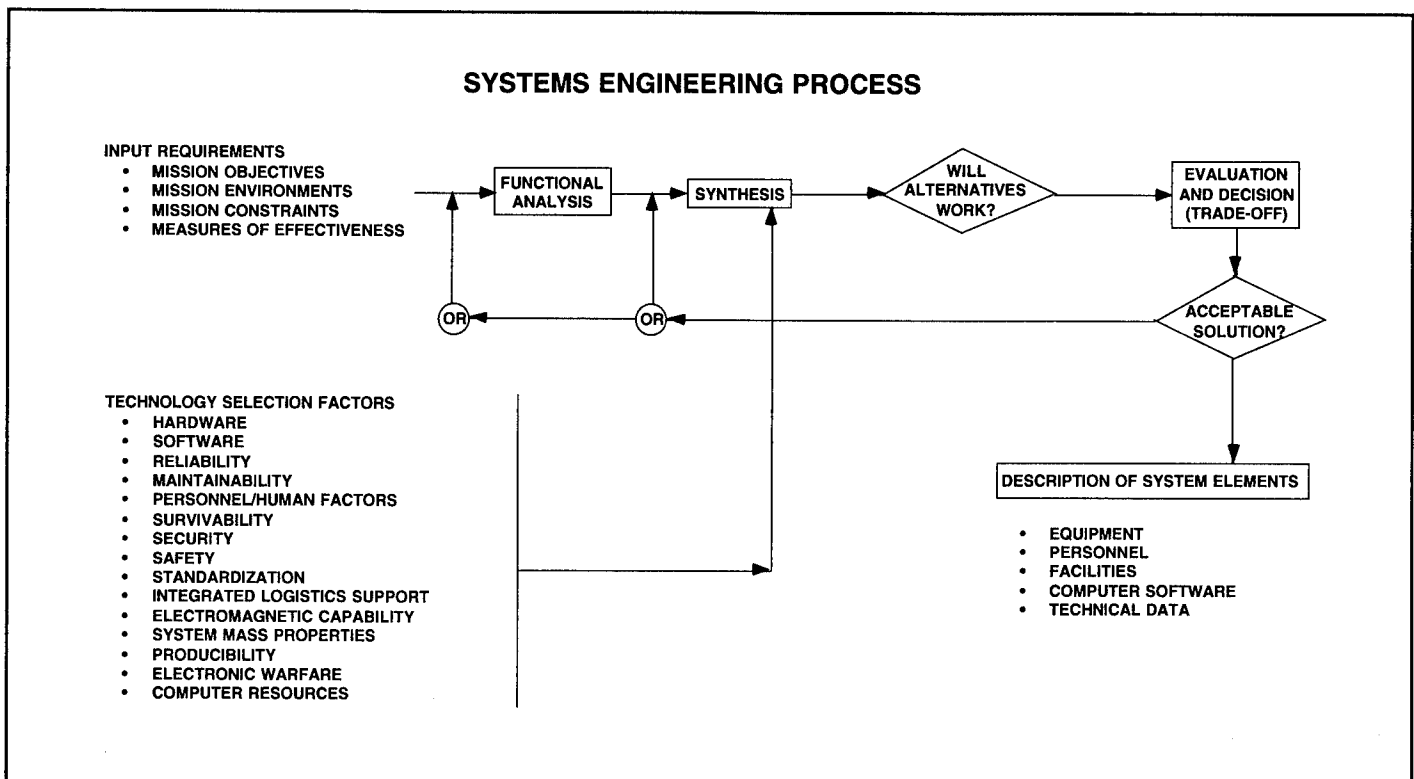 SYSTEMS ENGINEERING PROCESS
INPUT REQUIREMENTS
• MISSION OBJECTIVES
• MISSION ENVIRONMENTS
• MISSION CONSTRAINTS
• MEASURES OF EFFECTIVENESS
FUNCTIONAL
ANALYSIS
SYNTHESIS
WILL
ALTERNATIVES
WORK?
EVALUATION
AND DECISION
(TRADE-OFF)
OR
OR
ACCEPTABLE
SOLUTION?
TECHNOLOGY SELECTION FACTORS
• HARDWARE
• SOFTWARE
• RELIABILITY
• MAINTAINABILITY
• PERSONNEL/HUMAN FACTORS
• SURVIVABILITY
• SECURITY
• SAFETY
• STANDARDIZATION
• INTEGRATED LOGISTICS SUPPORT
• ELECTROMAGNETIC CAPABILITY
• SYSTEM MASS PROPERTIES
• PRODUCIBILITY
• ELECTRONIC WARFARE
• COMPUTER RESOURCES
DESCRIPTION OF SYSTEM ELEMENTS
• EQUIPMENT
• PERSONNEL
• FACILITIES
• COMPUTER SOFTWARE
• TECHNICAL DATA